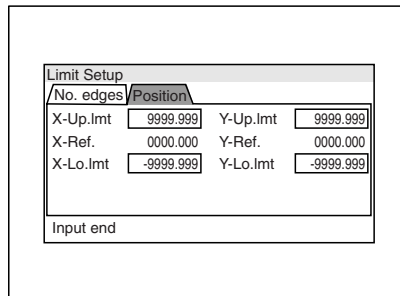 Limit Setup
No. edges Position
X-Up.lmt 9999.999 Y-Up.lmt 9999.999
X-Ref. 0000.000 Y-Ref. 0000.000
X-Lo.lmt -9999.999 Y-Lo.lmt -9999.999
Input end